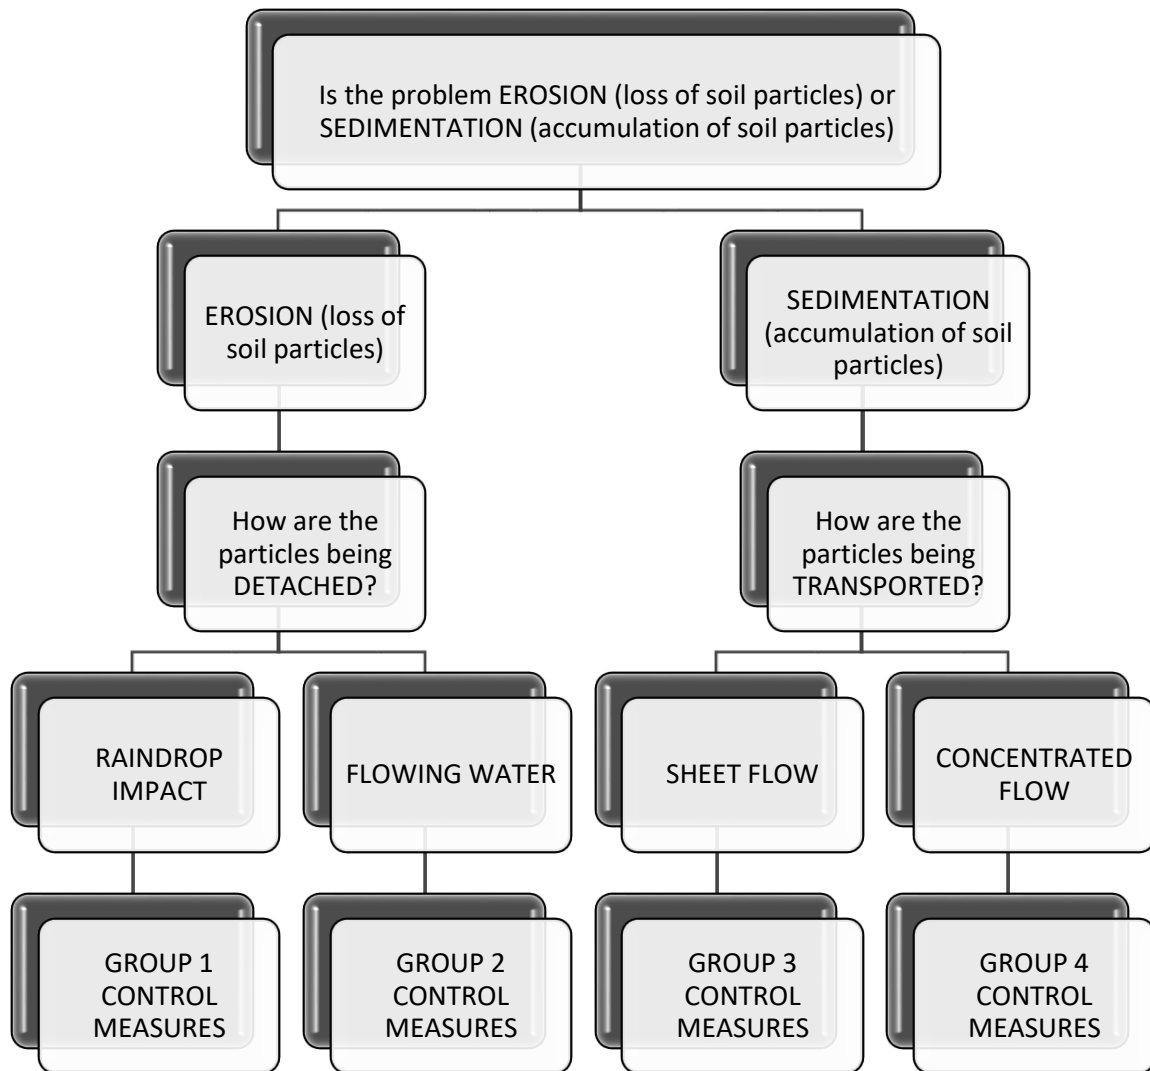 Is the problem EROSION (loss of soil particles) or
SEDIMENTATION (accumulation of soil particles)
EROSION (loss of
soil particles)
SEDIMENTATION
(accumulation of soil
particles)
How are the
particles being
DETACHED?
How are the
particles being
TRANSPORTED?
RAINDROP
IMPACT
FLOWING WATER
SHEET FLOW
CONCENTRATED
FLOW
GROUP 1
CONTROL
MEASURES
GROUP 2
CONTROL
MEASURES
GROUP 3
CONTROL
MEASURES
GROUP 4
CONTROL
MEASURES